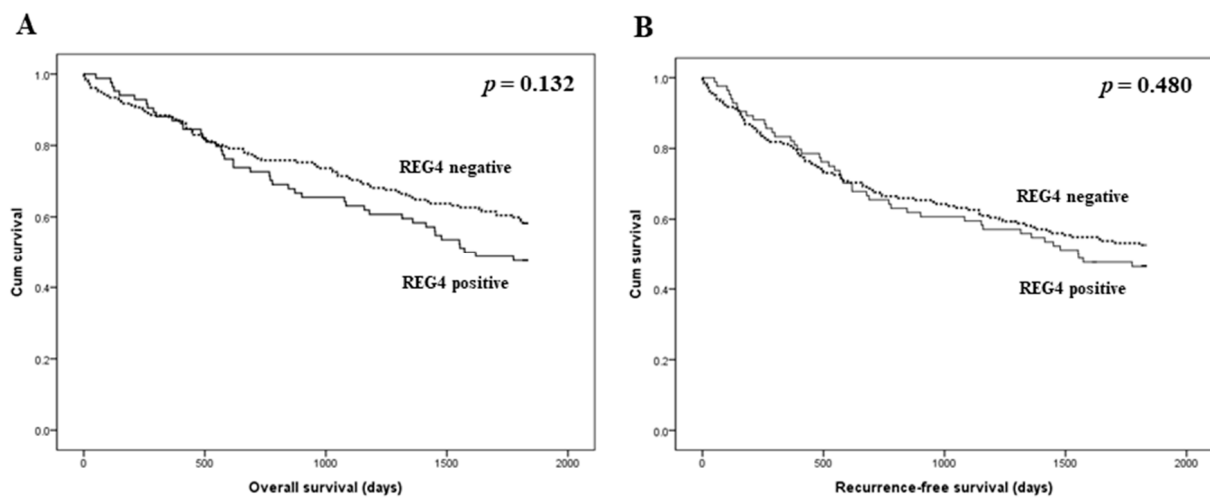 A
p = 0.132
1.0
0.8
0.6
0.4
0.2
0.0
Cum curvival
REG4 negative
REG4 positive
0 500 1000 1500 2000
Overall survival (days)
B
p = 0.480
1.0
0.8
0.6
0.4
0.2
0.0
Cum survival
REG4 negative
REG4 positive
0 500 1000 1500 2000
Recurrence-free survival (days)